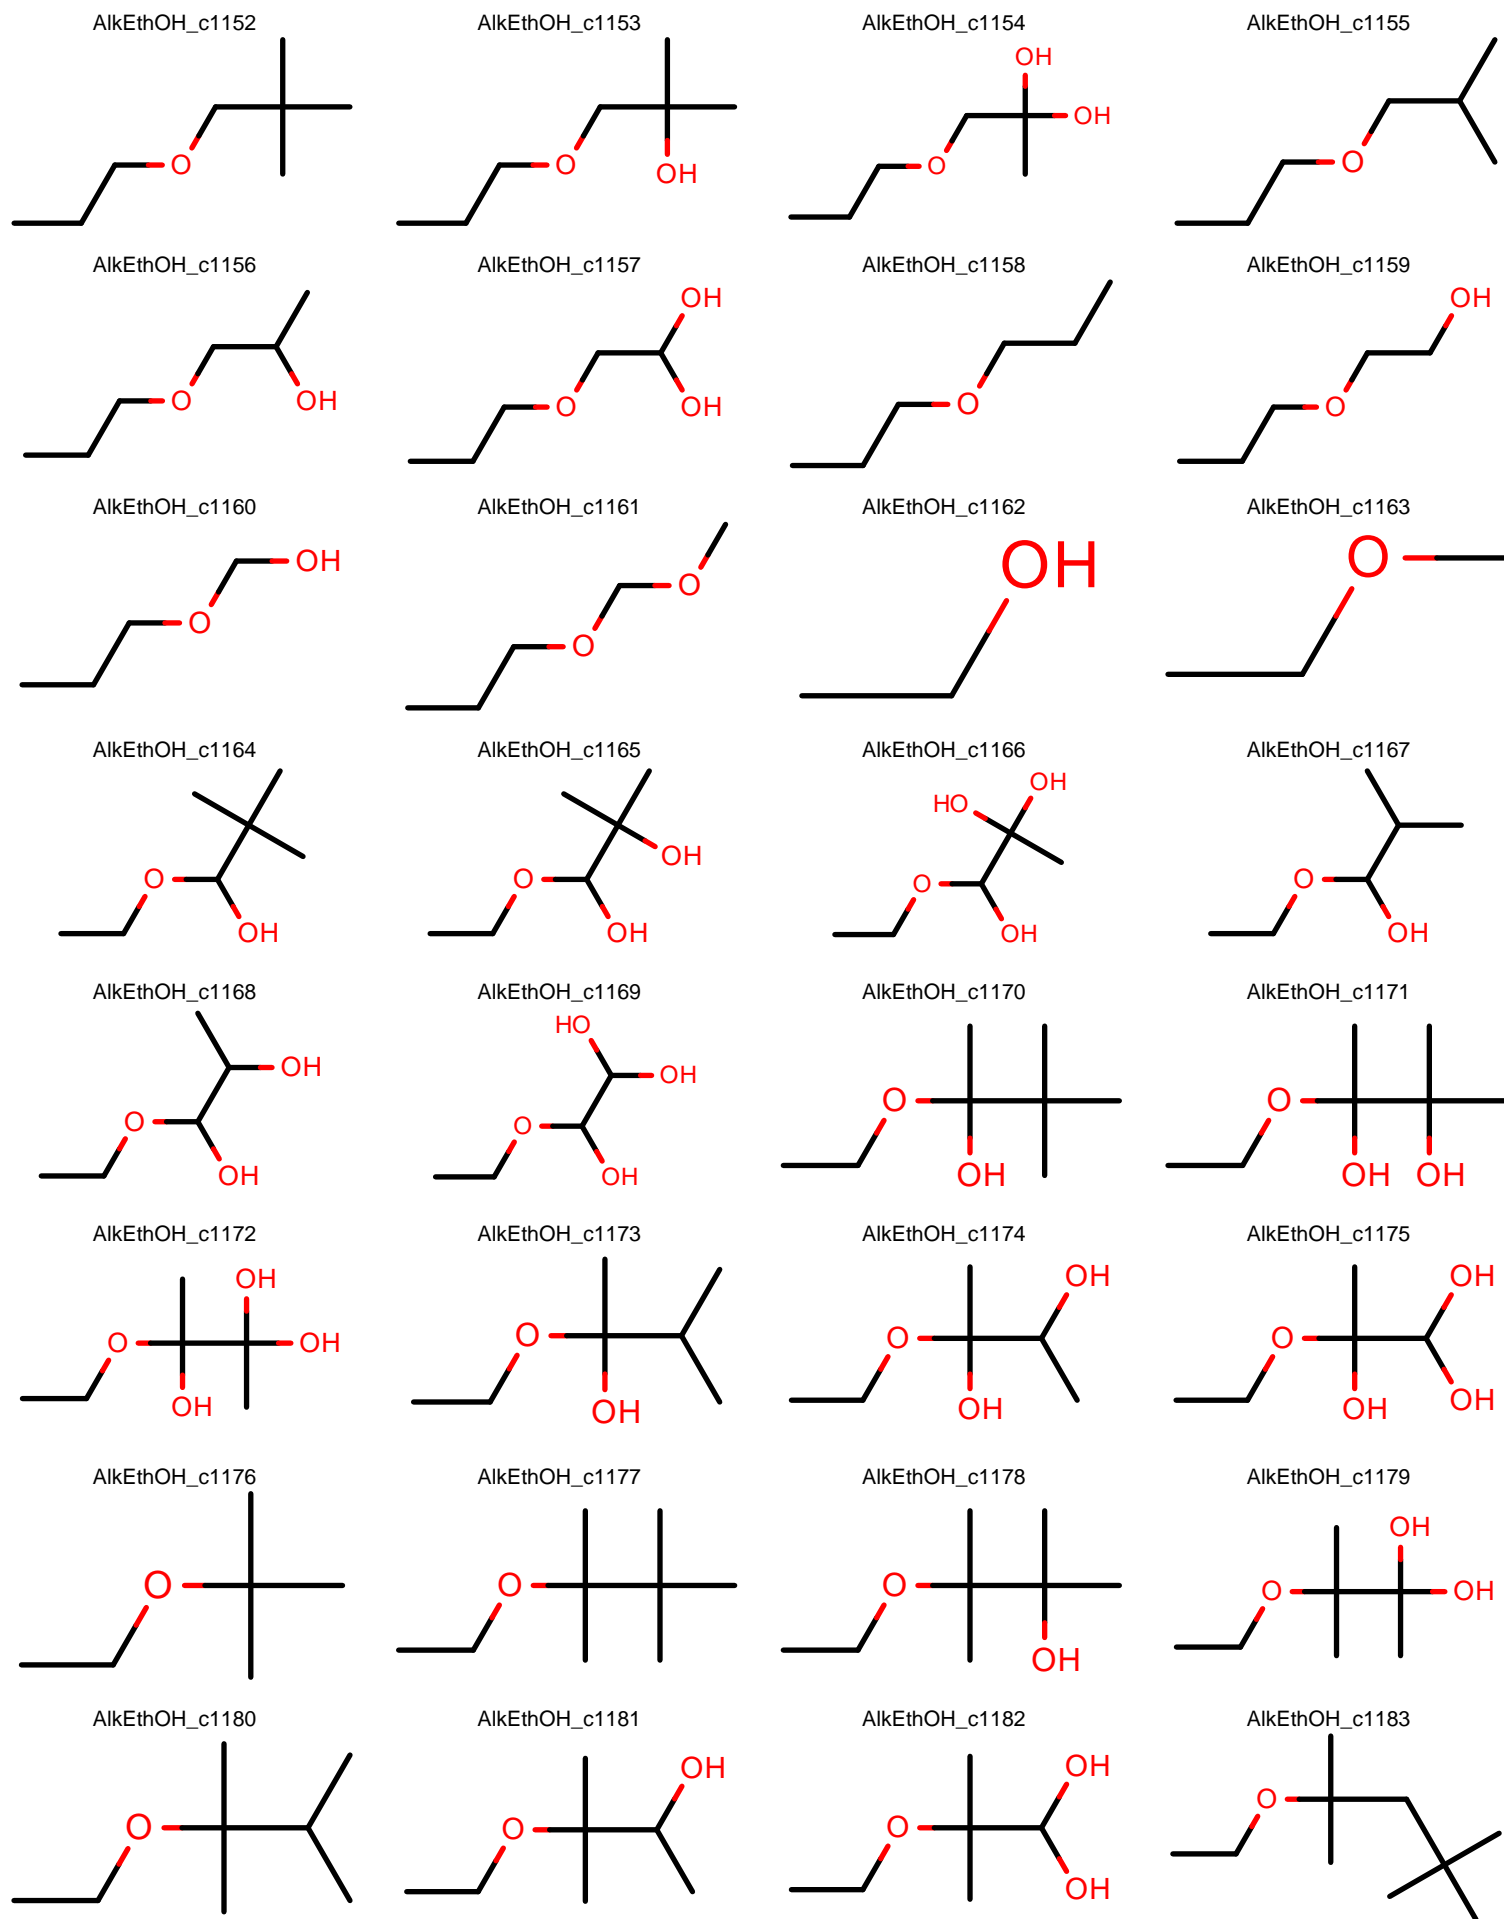 AlkEthOH_c1152 AlkEthOH_c1153 AlkEthOH_c1154 AlkEthOH_c1155
OH
OH
O O OH O O
AlkEthOH_c1156 AlkEthOH_c1157 AlkEthOH_c1158 AlkEthOH_c1159
OH OH
O OH O OH O O
AlkEthOH_c1160 AlkEthOH_c1161 AlkEthOH_c1162 AlkEthOH_c1163
OH O OH O
O O
AlkEthOH_c1164 AlkEthOH_c1165 AlkEthOH_c1166 AlkEthOH_c1167
HO OH
OH
O O O O
OH OH OH OH
AlkEthOH_c1168 AlkEthOH_c1169 AlkEthOH_c1170 AlkEthOH_c1171
HO
OH OH O O
O O
OH OH OH OH OH
AlkEthOH_c1172 AlkEthOH_c1173 AlkEthOH_c1174 AlkEthOH_c1175
OH OH OH
O OH O O O
OH OH OH OH OH
AlkEthOH_c1176 AlkEthOH_c1177 AlkEthOH_c1178 AlkEthOH_c1179
OH
O O O O OH
OH
AlkEthOH_c1180 AlkEthOH_c1181 AlkEthOH_c1182 AlkEthOH_c1183
OH OH
O O O O
OH